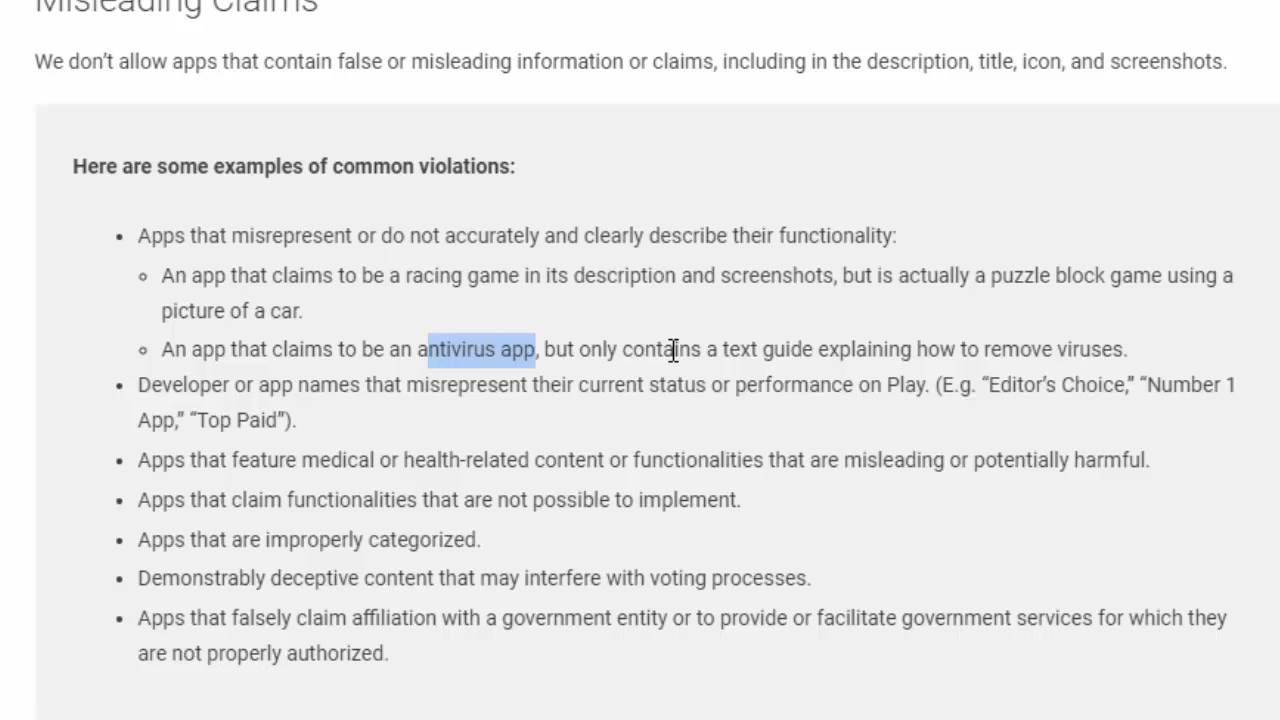 Misleading Claims
We don't allow apps that contain false or misleading information or claims, including in the description, title, icon, and screenshots.
Here are some examples of common violations:
• Apps that misrepresent or do not accurately and clearly describe their functionality:
◦ An app that claims to be a racing game in its description and screenshots, but is actually a puzzle block game using a
picture of a car.
◦ An app that claims to be an antivirus app, but only contains a text guide explaining how to remove viruses.
• Developer or app names that misrepresent their current status or performance on Play. (E.g. “Editor’s Choice,” “Number 1
App,” “Top Paid”).
• Apps that feature medical or health-related content or functionalities that are misleading or potentially harmful.
• Apps that claim functionalities that are not possible to implement.
• Apps that are improperly categorized.
• Demonstrably deceptive content that may interfere with voting processes.
• Apps that falsely claim affiliation with a government entity or to provide or facilitate government services for which they
are not properly authorized.